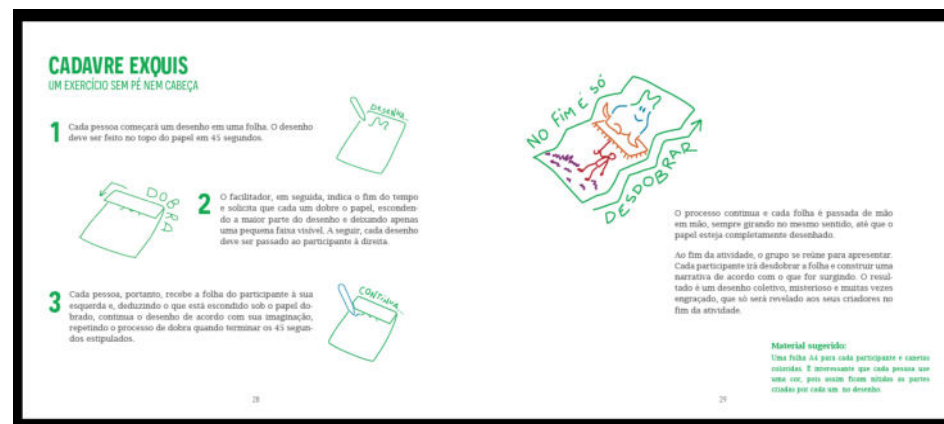 CADAVRE EXQUIS
UM EXERCÍCIO SEM PÉ NEM CABEÇA
1 Cada pessoa começará um desenho em uma folha. O desenho
deve ser feito no topo do papel em 45 segundos.
DESENHA
DOBRA
2 O facilitador, em seguida, indica o fim do tempo
e solicita que cada um dobre o papel, esconden-
do a maior parte do desenho e deixando apenas
uma pequena faixa visível. A seguir, cada desenho
deve ser passado ao participante à direita.
3 Cada pessoa, portanto, recebe a folha do participante à sua
esquerda e, deduzindo o que está escondido sob o papel do-
brado, continua o desenho de acordo com sua imaginação,
repetindo o processo de dobra quando terminar os 45 segun-
dos estipulados.
CONTINUA
28
NO FIM É SÓ
DESDOBRAR
O processo continua e cada folha é passada de mão
em mão, sempre girando no mesmo sentido, até que o
papel esteja completamente desenhado.
Ao fim da atividade, o grupo se reúne para apresentar.
Cada participante irá desdobrar a folha e construir uma
narrativa de acordo com o que for surgindo. O resul-
tado é um desenho coletivo, misterioso e muitas vezes
engraçado, que só será revelado aos seus criadores no
fim da atividade.
Material sugerido:
Uma folha A4 para cada participante e canetas
coloridas. É interessante que cada pessoa use
uma cor, pois assim ficam nítidas as partes
criadas por cada um no desenho.
29